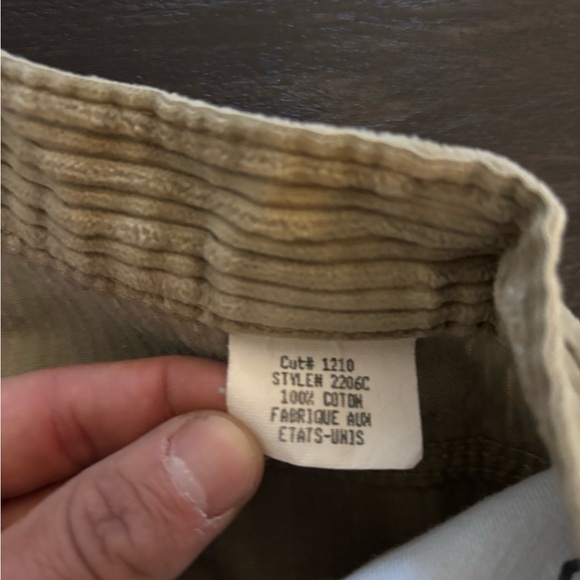 Cut# 1210
STYLE# 2206C
100% COTON
FABRIQUE AUX
ETATS-UNIS